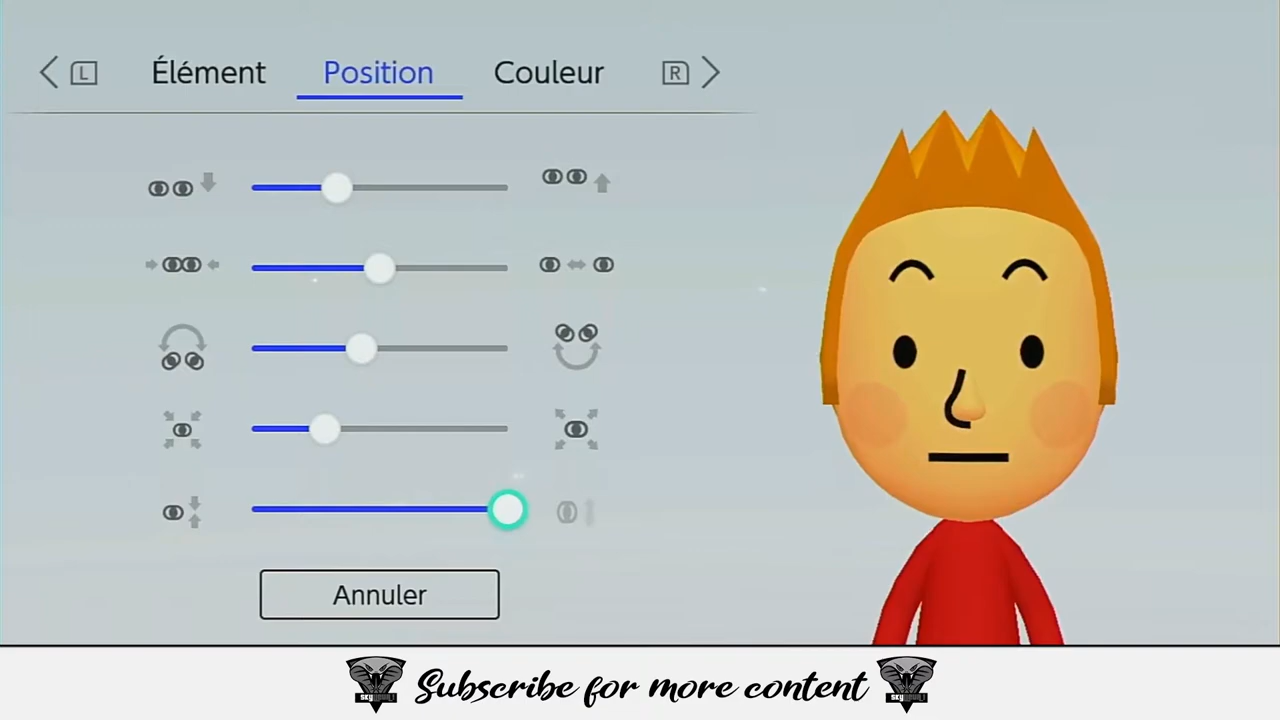 L Élément Position Couleur R
Annuler
Subscribe for more content